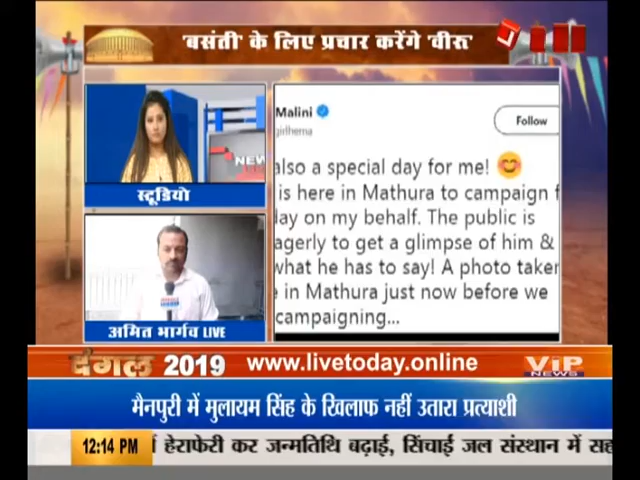 'बसंती' के लिए प्रचार करेंगे 'वीरू'
Malini
girlhema
Follow
also a special day for me! 😊
is here in Mathura to campaign f
day on my behalf. The public is
agerly to get a glimpse of him &
what he has to say! A photo taken
in Mathura just now before we
campaigning...
NEW
स्टूडियो
अमित भार्गव LIVE
दंगल 2019
www.livetoday.online
VIP
NEWS
मैनपुरी में मुलायम सिंह के खिलाफ नहीं उतारा प्रत्याशी
12:14 PM
हेराफेरी कर जन्मतिथि बढ़ाई, सिंचाई जल संस्थान में सह